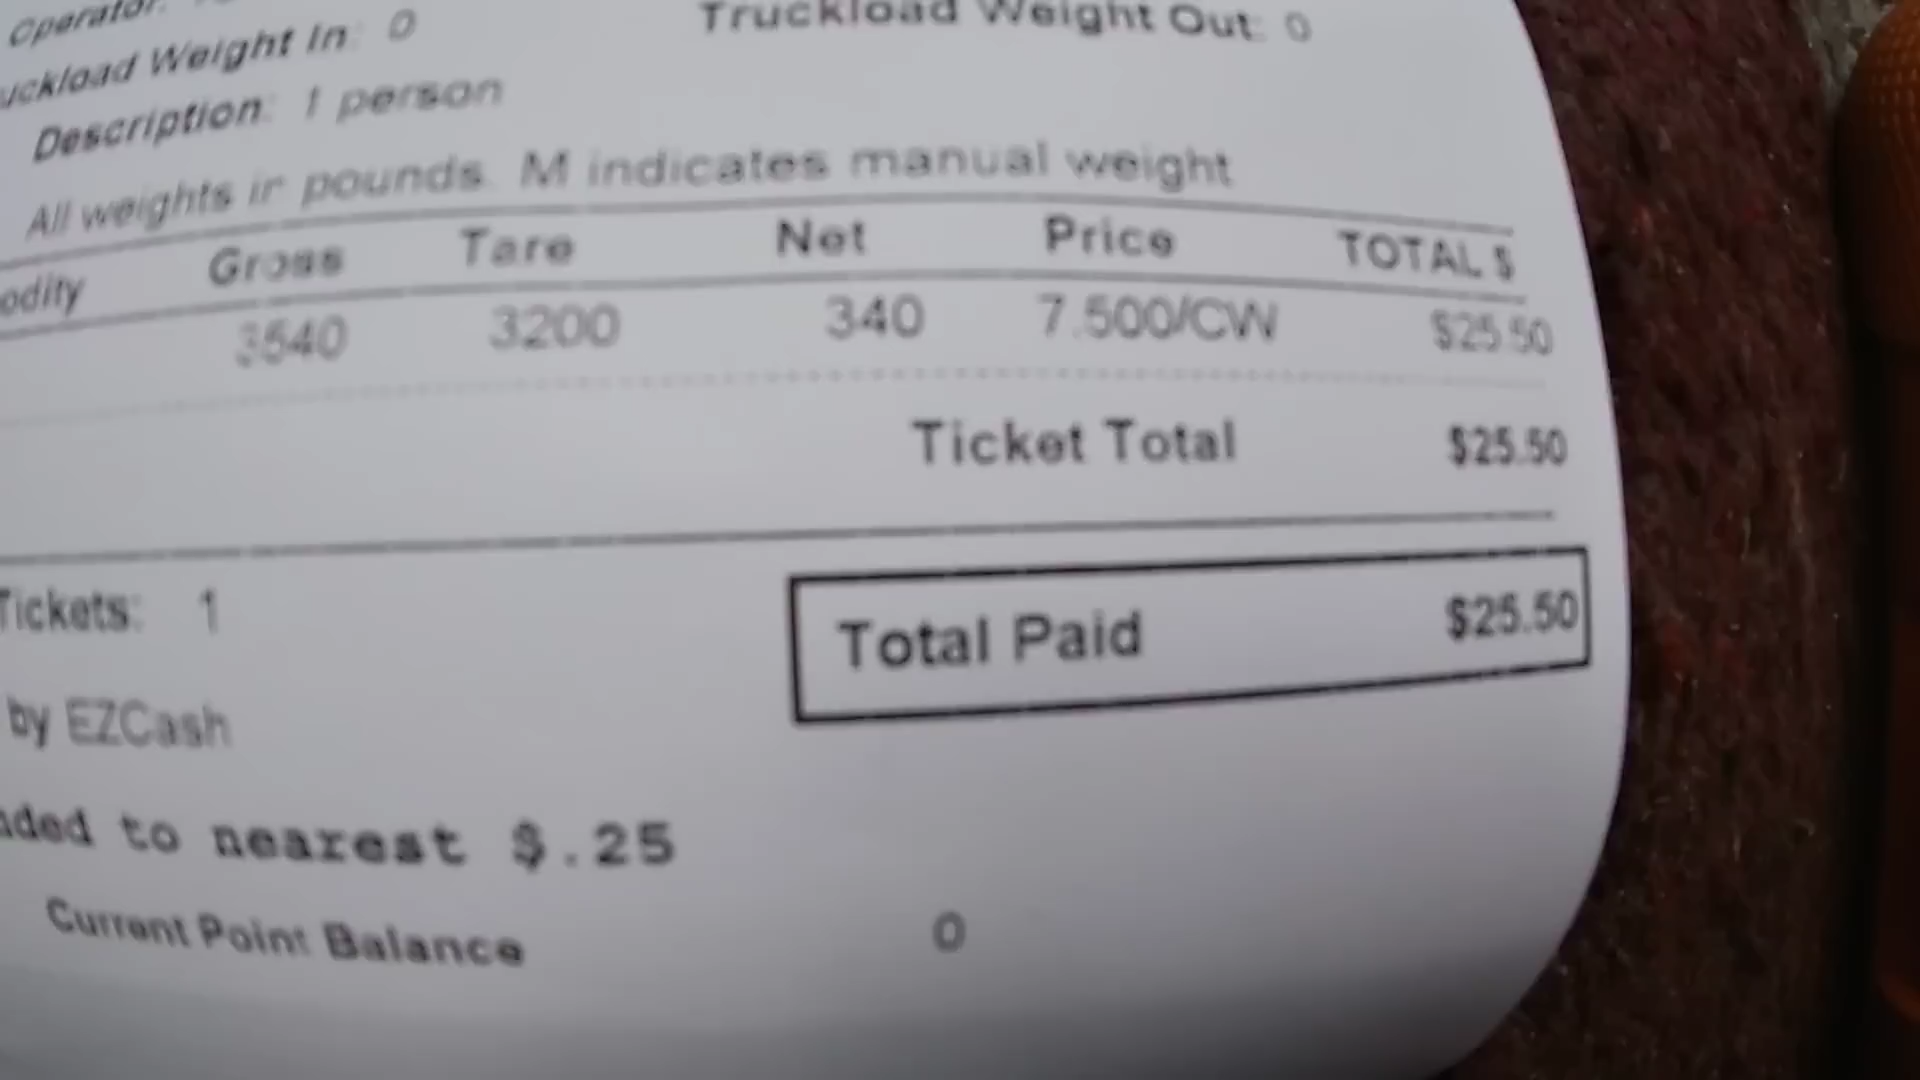 Operator:
uckload Weight In: 0 Truckload Weight Out: 0
Description: 1 person
All weights in pounds. M indicates manual weight
odity Gross Tare Net Price TOTAL $
3540 3200 340 7.500/CW $25.50
Ticket Total $25.50
Tickets: 1
Total Paid $25.50
by EZCash
nded to nearest $.25
Current Point Balance 0